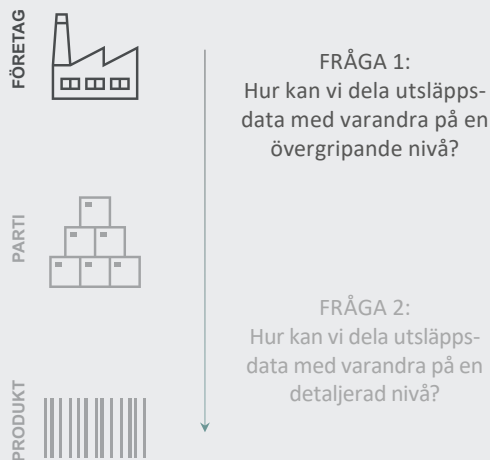 FÖRETAG
FRÅGA 1:
Hur kan vi dela utsläpps-
data med varandra på en
övergripande nivå?
PARTI
FRÅGA 2:
Hur kan vi dela utsläpps-
data med varandra på en
detaljerad nivå?
PRODUKT